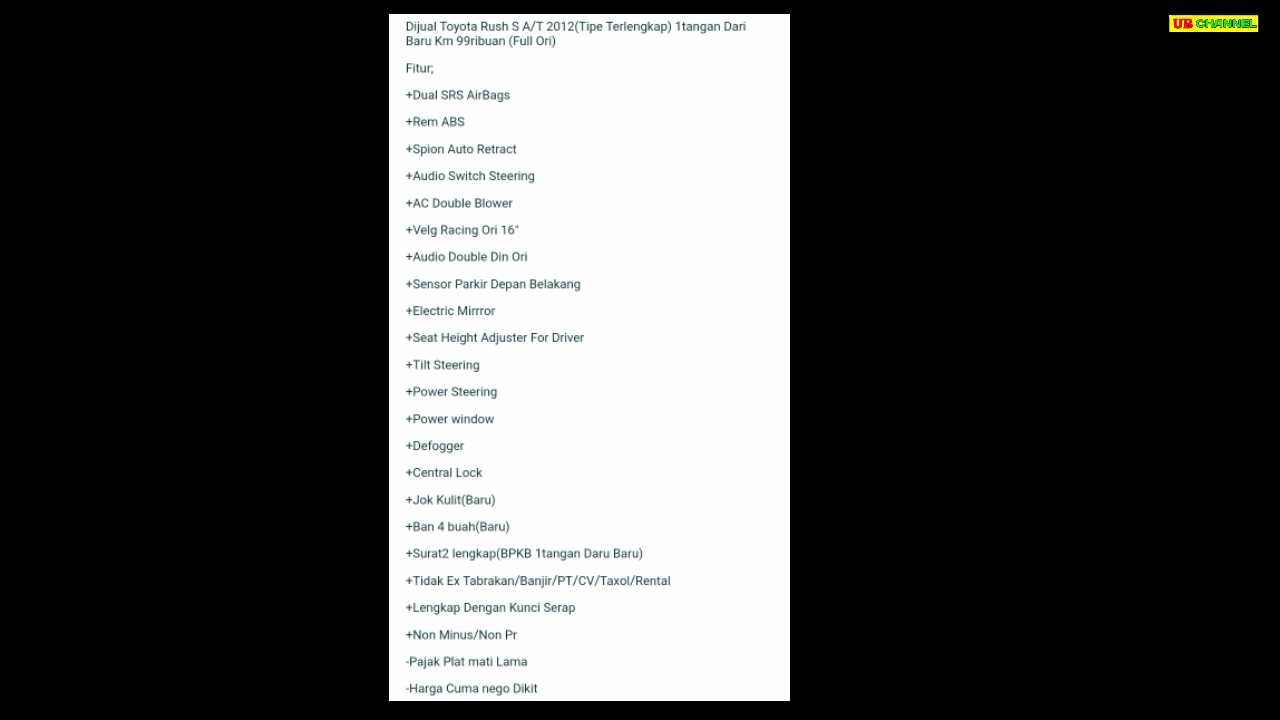 UB CHANNEL
Dijual Toyota Rush S A/T 2012(Tipe Terlengkap) 1tangan Dari
Baru Km 99ribuan (Full Ori)
Fitur;
+Dual SRS AirBags
+Rem ABS
+Spion Auto Retract
+Audio Switch Steering
+AC Double Blower
+Velg Racing Ori 16"
+Audio Double Din Ori
+Sensor Parkir Depan Belakang
+Electric Mirrror
+Seat Height Adjuster For Driver
+Tilt Steering
+Power Steering
+Power window
+Defogger
+Central Lock
+Jok Kulit(Baru)
+Ban 4 buah(Baru)
+Surat2 lengkap(BPKB 1tangan Daru Baru)
+Tidak Ex Tabrakan/Banjir/PT/CV/Taxol/Rental
+Lengkap Dengan Kunci Serap
+Non Minus/Non Pr
-Pajak Plat mati Lama
-Harga Cuma nego Dikit